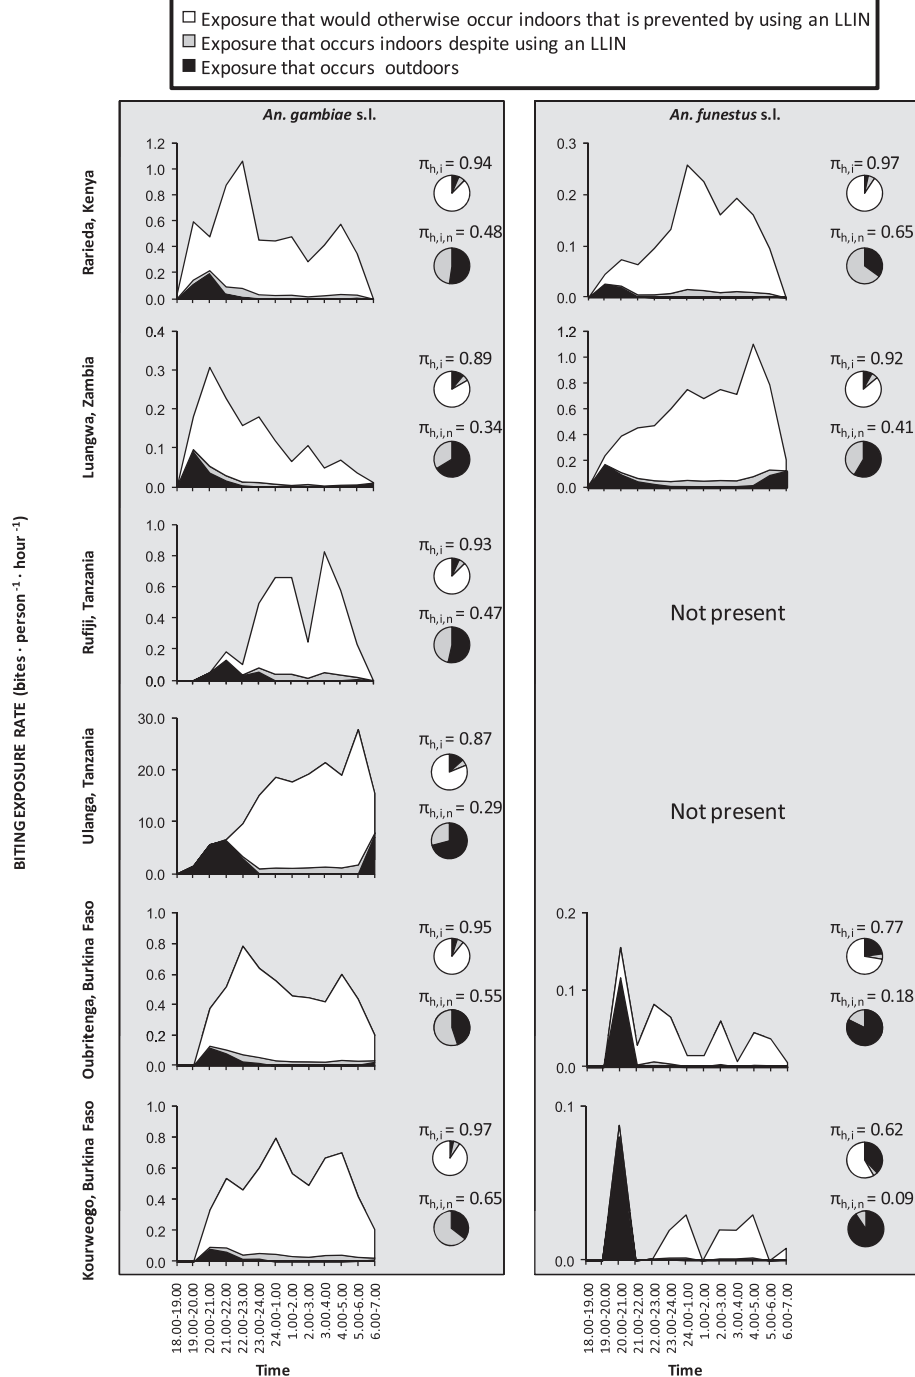 Exposure that would otherwise occur indoors that is prevented by using an LLIN
Exposure that occurs indoors despite using an LLIN
Exposure that occurs outdoors
An. gambiae s.l.
An. funestus s.l.
BITING EXPOSURE RATE (bites · person⁻¹ · hour⁻¹)
Rarieda, Kenya
1.2
1.0
0.8
0.6
0.4
0.2
0.0
πh,i = 0.94
πh,i,n = 0.48
0.3
0.2
0.1
0.0
πh,i = 0.97
πh,i,n = 0.65
Luangwa, Zambia
0.4
0.3
0.2
0.1
0.0
πh,i = 0.89
πh,i,n = 0.34
1.2
1.0
0.8
0.6
0.4
0.2
0.0
πh,i = 0.92
πh,i,n = 0.41
Rufiji, Tanzania
1.0
0.8
0.6
0.4
0.2
0.0
πh,i = 0.93
πh,i,n = 0.47
Not present
Ulanga, Tanzania
30.0
20.0
10.0
0.0
πh,i = 0.87
πh,i,n = 0.29
Not present
Oubritenga, Burkina Faso
1.0
0.8
0.6
0.4
0.2
0.0
πh,i = 0.95
πh,i,n = 0.55
0.2
0.1
0.0
πh,i = 0.77
πh,i,n = 0.18
Kourweogo, Burkina Faso
1.0
0.8
0.6
0.4
0.2
0.0
πh,i = 0.97
πh,i,n = 0.65
0.1
0.0
πh,i = 0.62
πh,i,n = 0.09
18.00-19.00
19.00-20.00
20.00-21.00
21.00-22.00
22.00-23.00
23.00-24.00
24.00-1.00
1.00-2.00
2.00-3.00
3.00.4.00
4.00-5.00
5.00-6.00
6.00-7.00
Time
18.00-19.00
19.00-20.00
20.00-21.00
21.00-22.00
22.00-23.00
23.00-24.00
24.00-1.00
1.00-2.00
2.00-3.00
3.00.4.00
4.00-5.00
5.00-6.00
6.00-7.00
Time